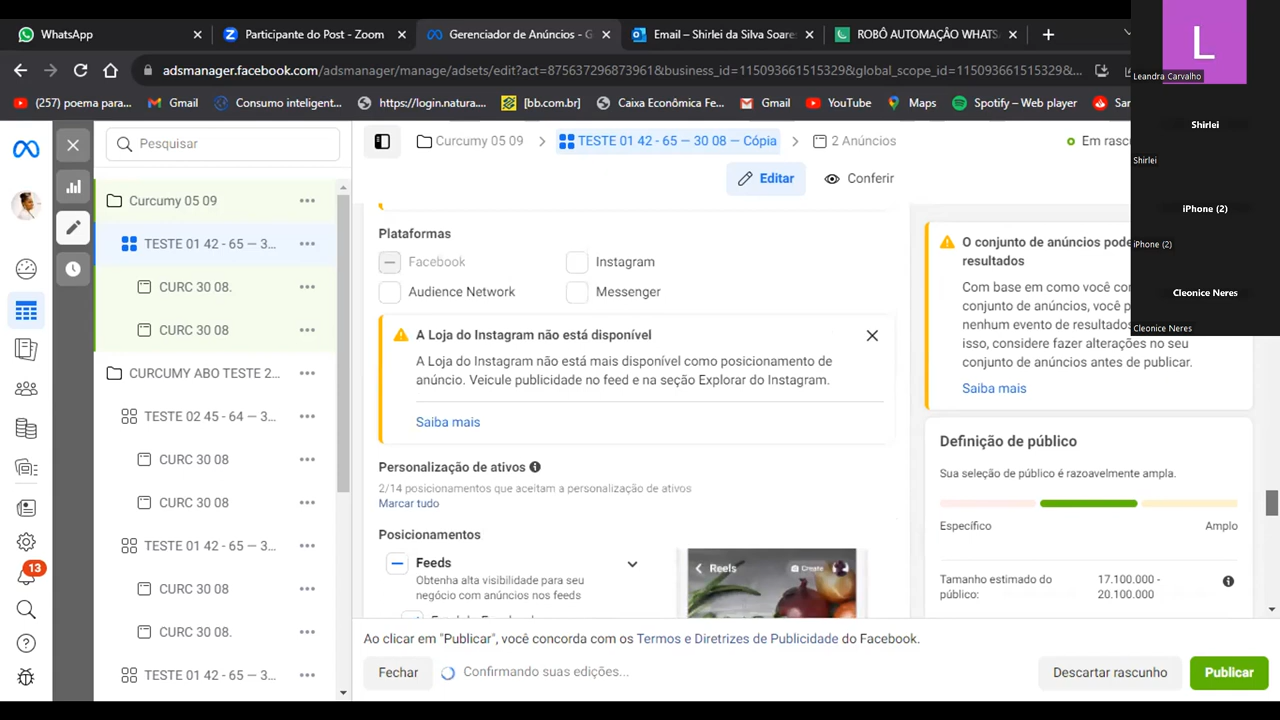 WhatsApp
Participante do Post - Zoom
Gerenciador de Anúncios - G
Email – Shirlei da Silva Soares
ROBÔ AUTOMAÇÃO WHATS
adsmanager.facebook.com/adsmanager/manage/adsets/edit?act=875637296873961&business_id=115093661515329&global_scope_id=115093661515329&...
(257) poema para...
Gmail
Consumo inteligent...
https://login.natura....
[bb.com.br]
Caixa Econômica Fe...
Gmail
YouTube
Maps
Spotify – Web player
Sar
L
Leandra Carvalho
Shirlei
Shirlei
iPhone (2)
iPhone (2)
Cleonice Neres
Cleonice Neres
Pesquisar
Curcumy 05 09
TESTE 01 42 - 65 — 30 08 — Cópia
2 Anúncios
Em rasc
Editar
Conferir
Curcumy 05 09
TESTE 01 42 - 65 — 3...
CURC 30 08.
CURC 30 08
CURCUMY ABO TESTE 2...
TESTE 02 45 - 64 — 3...
CURC 30 08
CURC 30 08
TESTE 01 42 - 65 — 3...
CURC 30 08
CURC 30 08.
TESTE 01 42 - 65 — 3...
13
Plataformas
Facebook
Instagram
Audience Network
Messenger
A Loja do Instagram não está disponível
A Loja do Instagram não está mais disponível como posicionamento de
anúncio. Veicule publicidade no feed e na seção Explorar do Instagram.
Saiba mais
Personalização de ativos
2/14 posicionamentos que aceitam a personalização de ativos
Marcar tudo
Posicionamentos
Feeds
Obtenha alta visibilidade para seu
negócio com anúncios nos feeds
Reels
Create
O conjunto de anúncios pode
resultados
Com base em como você con
conjunto de anúncios, você p
nenhum evento de resultados
isso, considere fazer alterações no seu
conjunto de anúncios antes de publicar.
Saiba mais
Definição de público
Sua seleção de público é razoavelmente ampla.
Específico
Amplo
Tamanho estimado do
público:
17.100.000 -
20.100.000
Ao clicar em "Publicar", você concorda com os Termos e Diretrizes de Publicidade do Facebook.
Fechar
Confirmando suas edições...
Descartar rascunho
Publicar